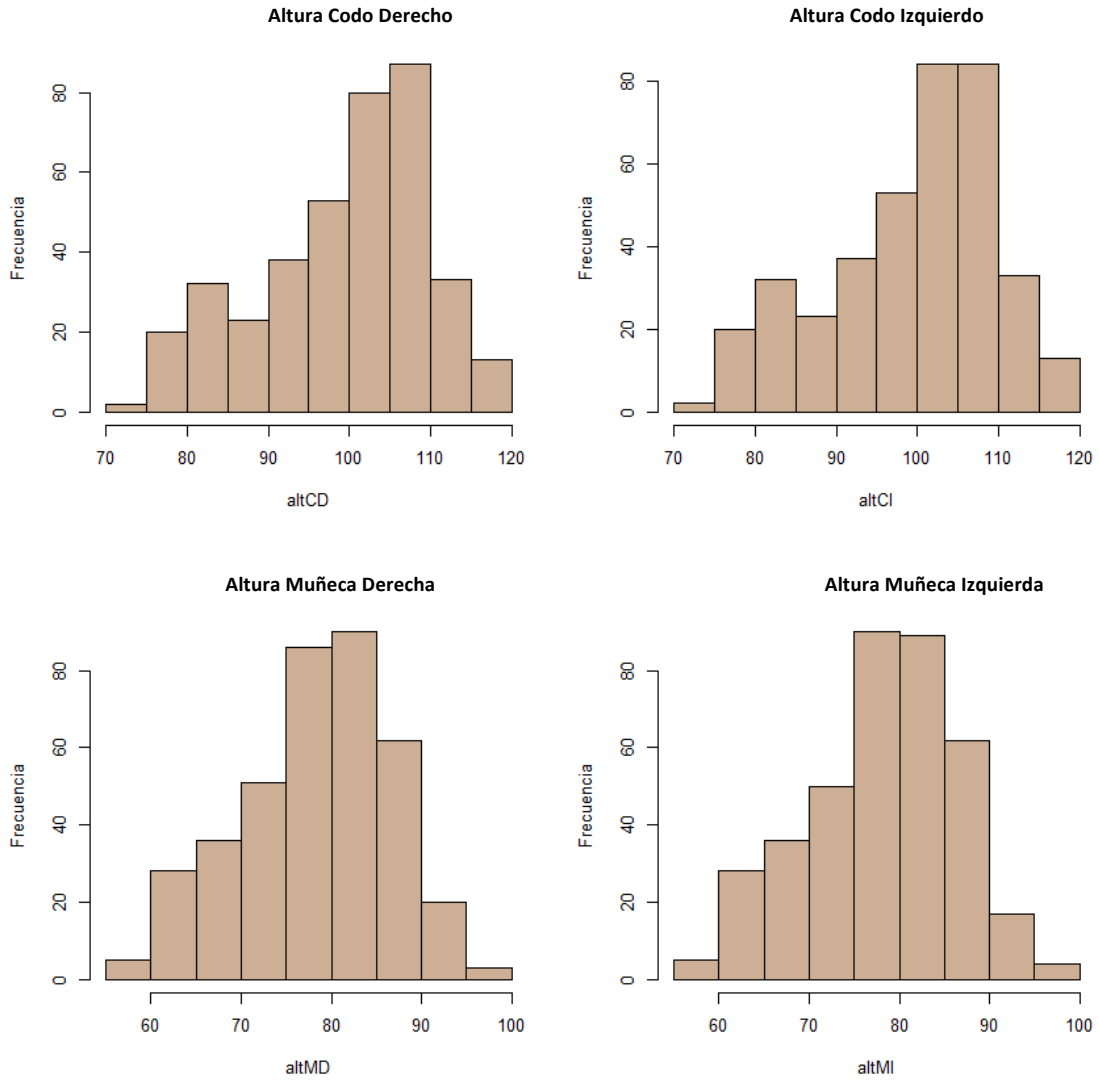 Altura Codo Derecho
Frecuencia
0 20 40 60 80
70 80 90 100 110 120
altCD
Altura Codo Izquierdo
Frecuencia
0 20 40 60 80
70 80 90 100 110 120
altCI
Altura Muñeca Derecha
Frecuencia
0 20 40 60 80
60 70 80 90 100
altMD
Altura Muñeca Izquierda
Frecuencia
0 20 40 60 80
60 70 80 90 100
altMI